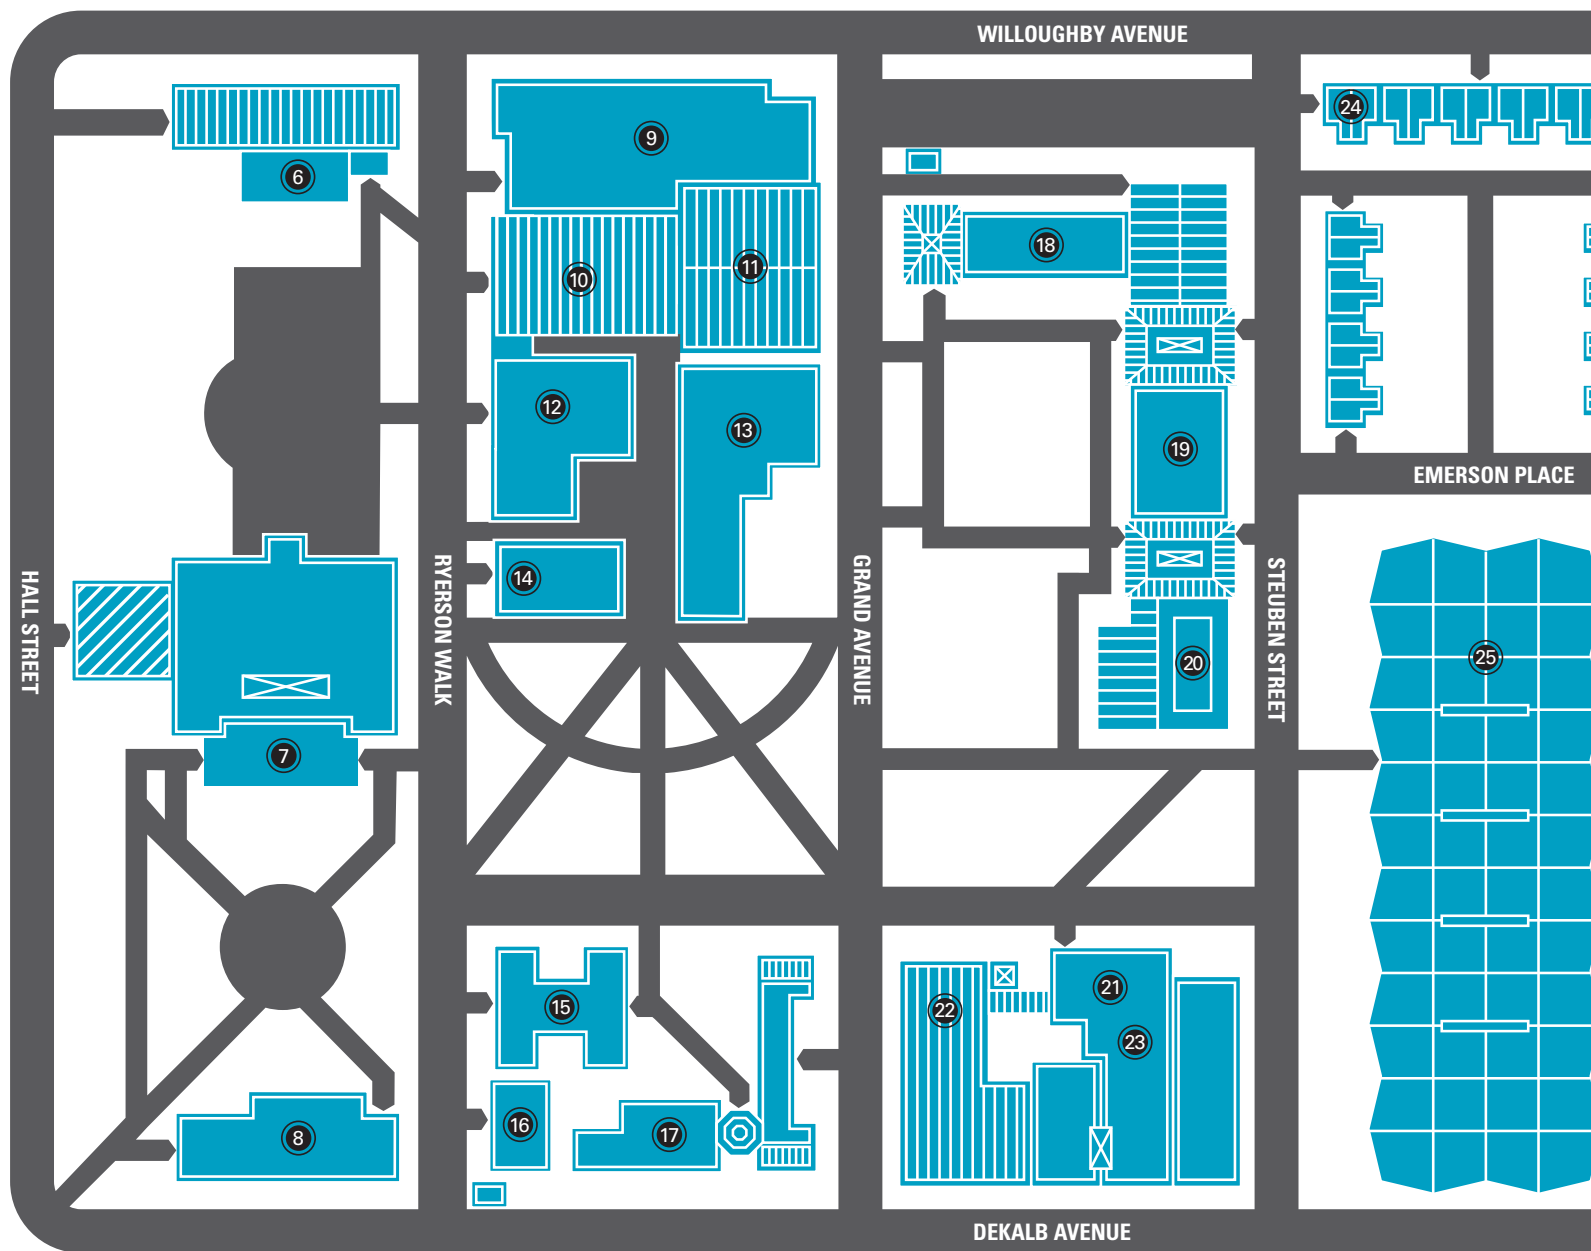 WILLOUGHBY AVENUE
24
9
6
18
11
10
12
13
19
EMERSON PLACE
14
HALL STREET
RYERSON WALK
GRAND AVENUE
STEUBEN STREET
20
25
7
21
15
22
23
16
17
8
DEKALB AVENUE